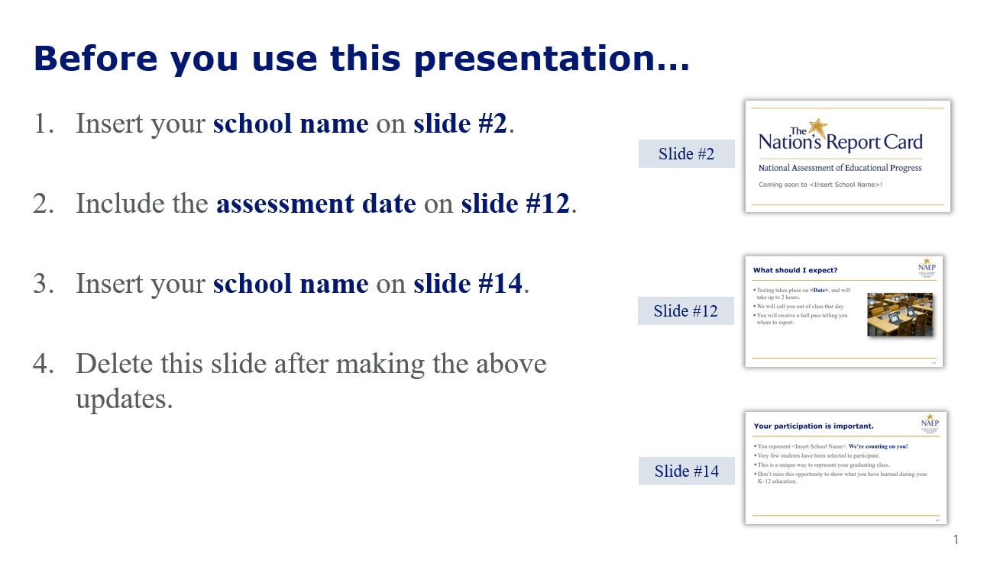 Before you use this presentation…
1. Insert your school name on slide #2.
2. Include the assessment date on slide #12.
3. Insert your school name on slide #14.
4. Delete this slide after making the above
updates.
Slide #2
The
Nation's Report Card
National Assessment of Educational Progress
Coming soon to <Insert School Name>!
Slide #12
What should I expect?
NAEP
▪ Testing takes place on <Date>, and will
take up to 2 hours.
▪ We will call you out of class that day.
▪ You will receive a hall pass telling you
where to report.
Slide #14
Your participation is important.
NAEP
▪ You represent <Insert School Name>. We're counting on you!
▪ Very few students have been selected to participate.
▪ This is a unique way to represent your graduating class.
▪ Don't miss this opportunity to show what you have learned during your
K–12 education.
1